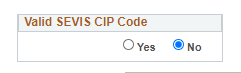 Valid SEVIS CIP Code
Yes No